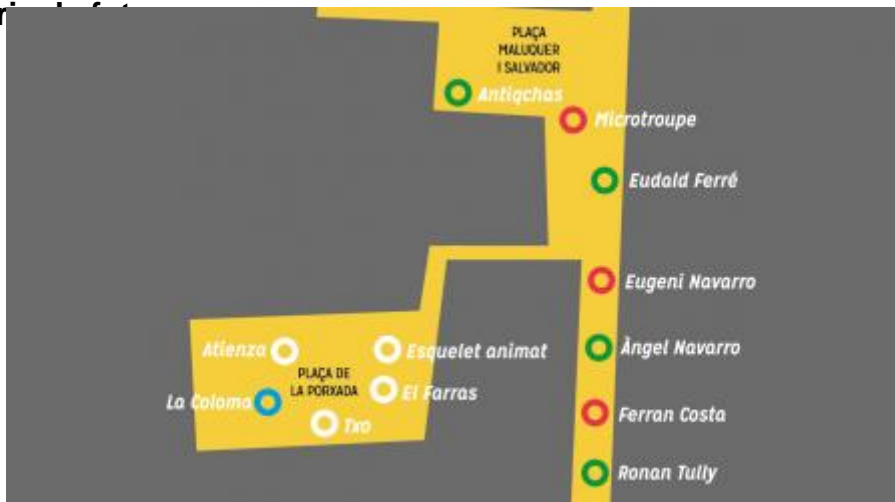 PLAÇA
MALUQUER
I SALVADOR
Antiqchas
Microtroupe
Eudald Ferré
Eugeni Navarro
Atienza
Esquelet animat
Àngel Navarro
PLAÇA DE
LA PORXADA
El Farras
La Coloma
Txo
Ferran Costa
Ronan Tully